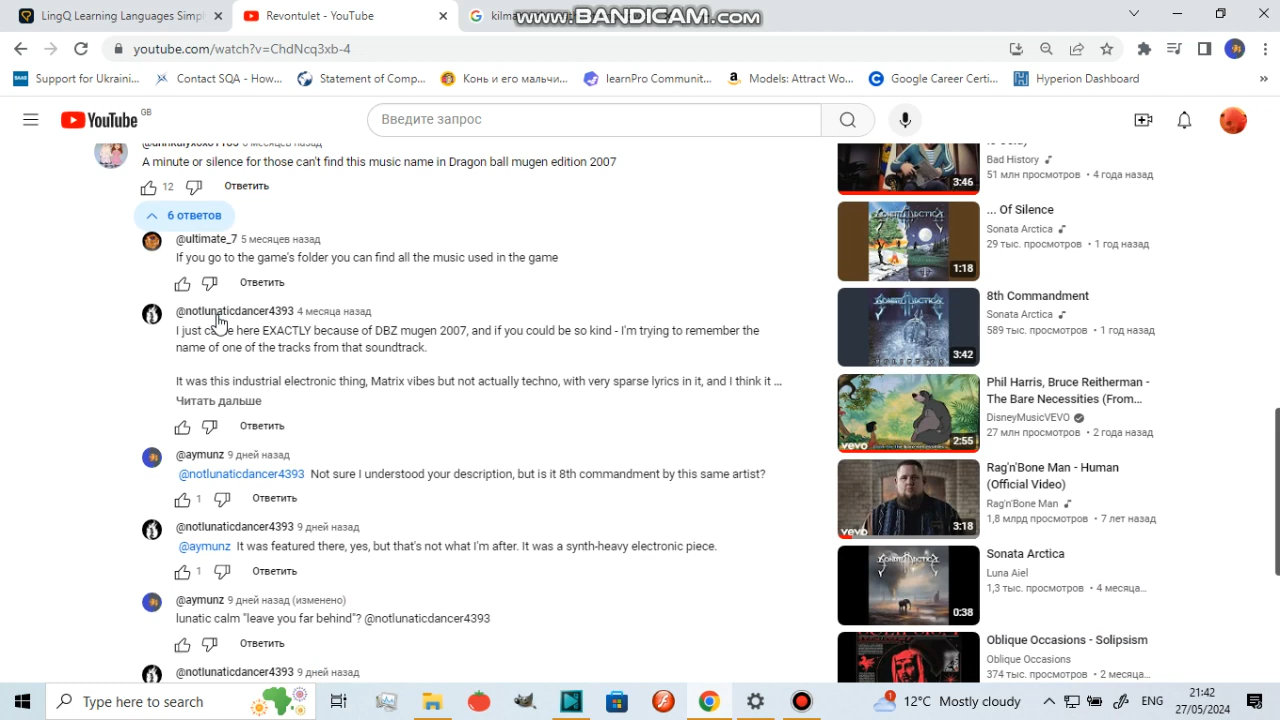 LingQ Learning Languages Simp
Replica - YouTube
kilma
www.BANDICAM.com
youtube.com/watch?v=ChdNcq3xb-4
Support for Ukraini...
Contact SQA - How...
Statement of Comp...
Конь и его мальчи...
learnPro Communit...
Models: Attract Wo...
Google Career Certi...
Hyperion Dashboard
»
YouTube GB
Введите запрос
A minute or silence for those can't find this music name in Dragon ball mugen edition 2007
12 Ответить
6 ответов
@ultimate_7 5 месяцев назад
If you go to the game's folder you can find all the music used in the game
Ответить
@notlunaticdancer4393 4 месяца назад
I just came here EXACTLY because of DBZ mugen 2007, and if you could be so kind - I'm trying to remember the
name of one of the tracks from that soundtrack.
It was this industrial electronic thing, Matrix vibes but not actually techno, with very sparse lyrics in it, and I think it ...
Читать дальше
Ответить
дней назад
@notlunaticdancer4393 Not sure I understood your description, but is it 8th commandment by this same artist?
1 Ответить
@notlunaticdancer4393 9 дней назад
@aymunz It was featured there, yes, but that's not what I'm after. It was a synth-heavy electronic piece.
1 Ответить
@aymunz 9 дней назад (изменено)
lunatic calm "leave you far behind"? @notlunaticdancer4393
Ответить
@notlunaticdancer4393 9 дней назад
Bad History
51 млн просмотров • 4 года назад
3:46
... Of Silence
Sonata Arctica
29 тыс. просмотров • 1 год назад
1:18
8th Commandment
Sonata Arctica
589 тыс. просмотров • 1 год назад
3:42
Phil Harris, Bruce Reitherman -
The Bare Necessities (From...
DisneyMusicVEVO
27 млн просмотров • 2 года назад
vevo
2:55
Rag'n'Bone Man - Human
(Official Video)
Rag'n'Bone Man
1,8 млрд просмотров • 7 лет назад
vevo
3:18
Sonata Arctica
Luna Aiel
1,3 тыс. просмотров • 4 месяца...
0:38
Oblique Occasions - Solipsism
Oblique Occasions
374 тыс. просмотров • 2 месяца...
Type here to search
1
12°C Mostly cloudy
ENG
21:42
27/05/2024